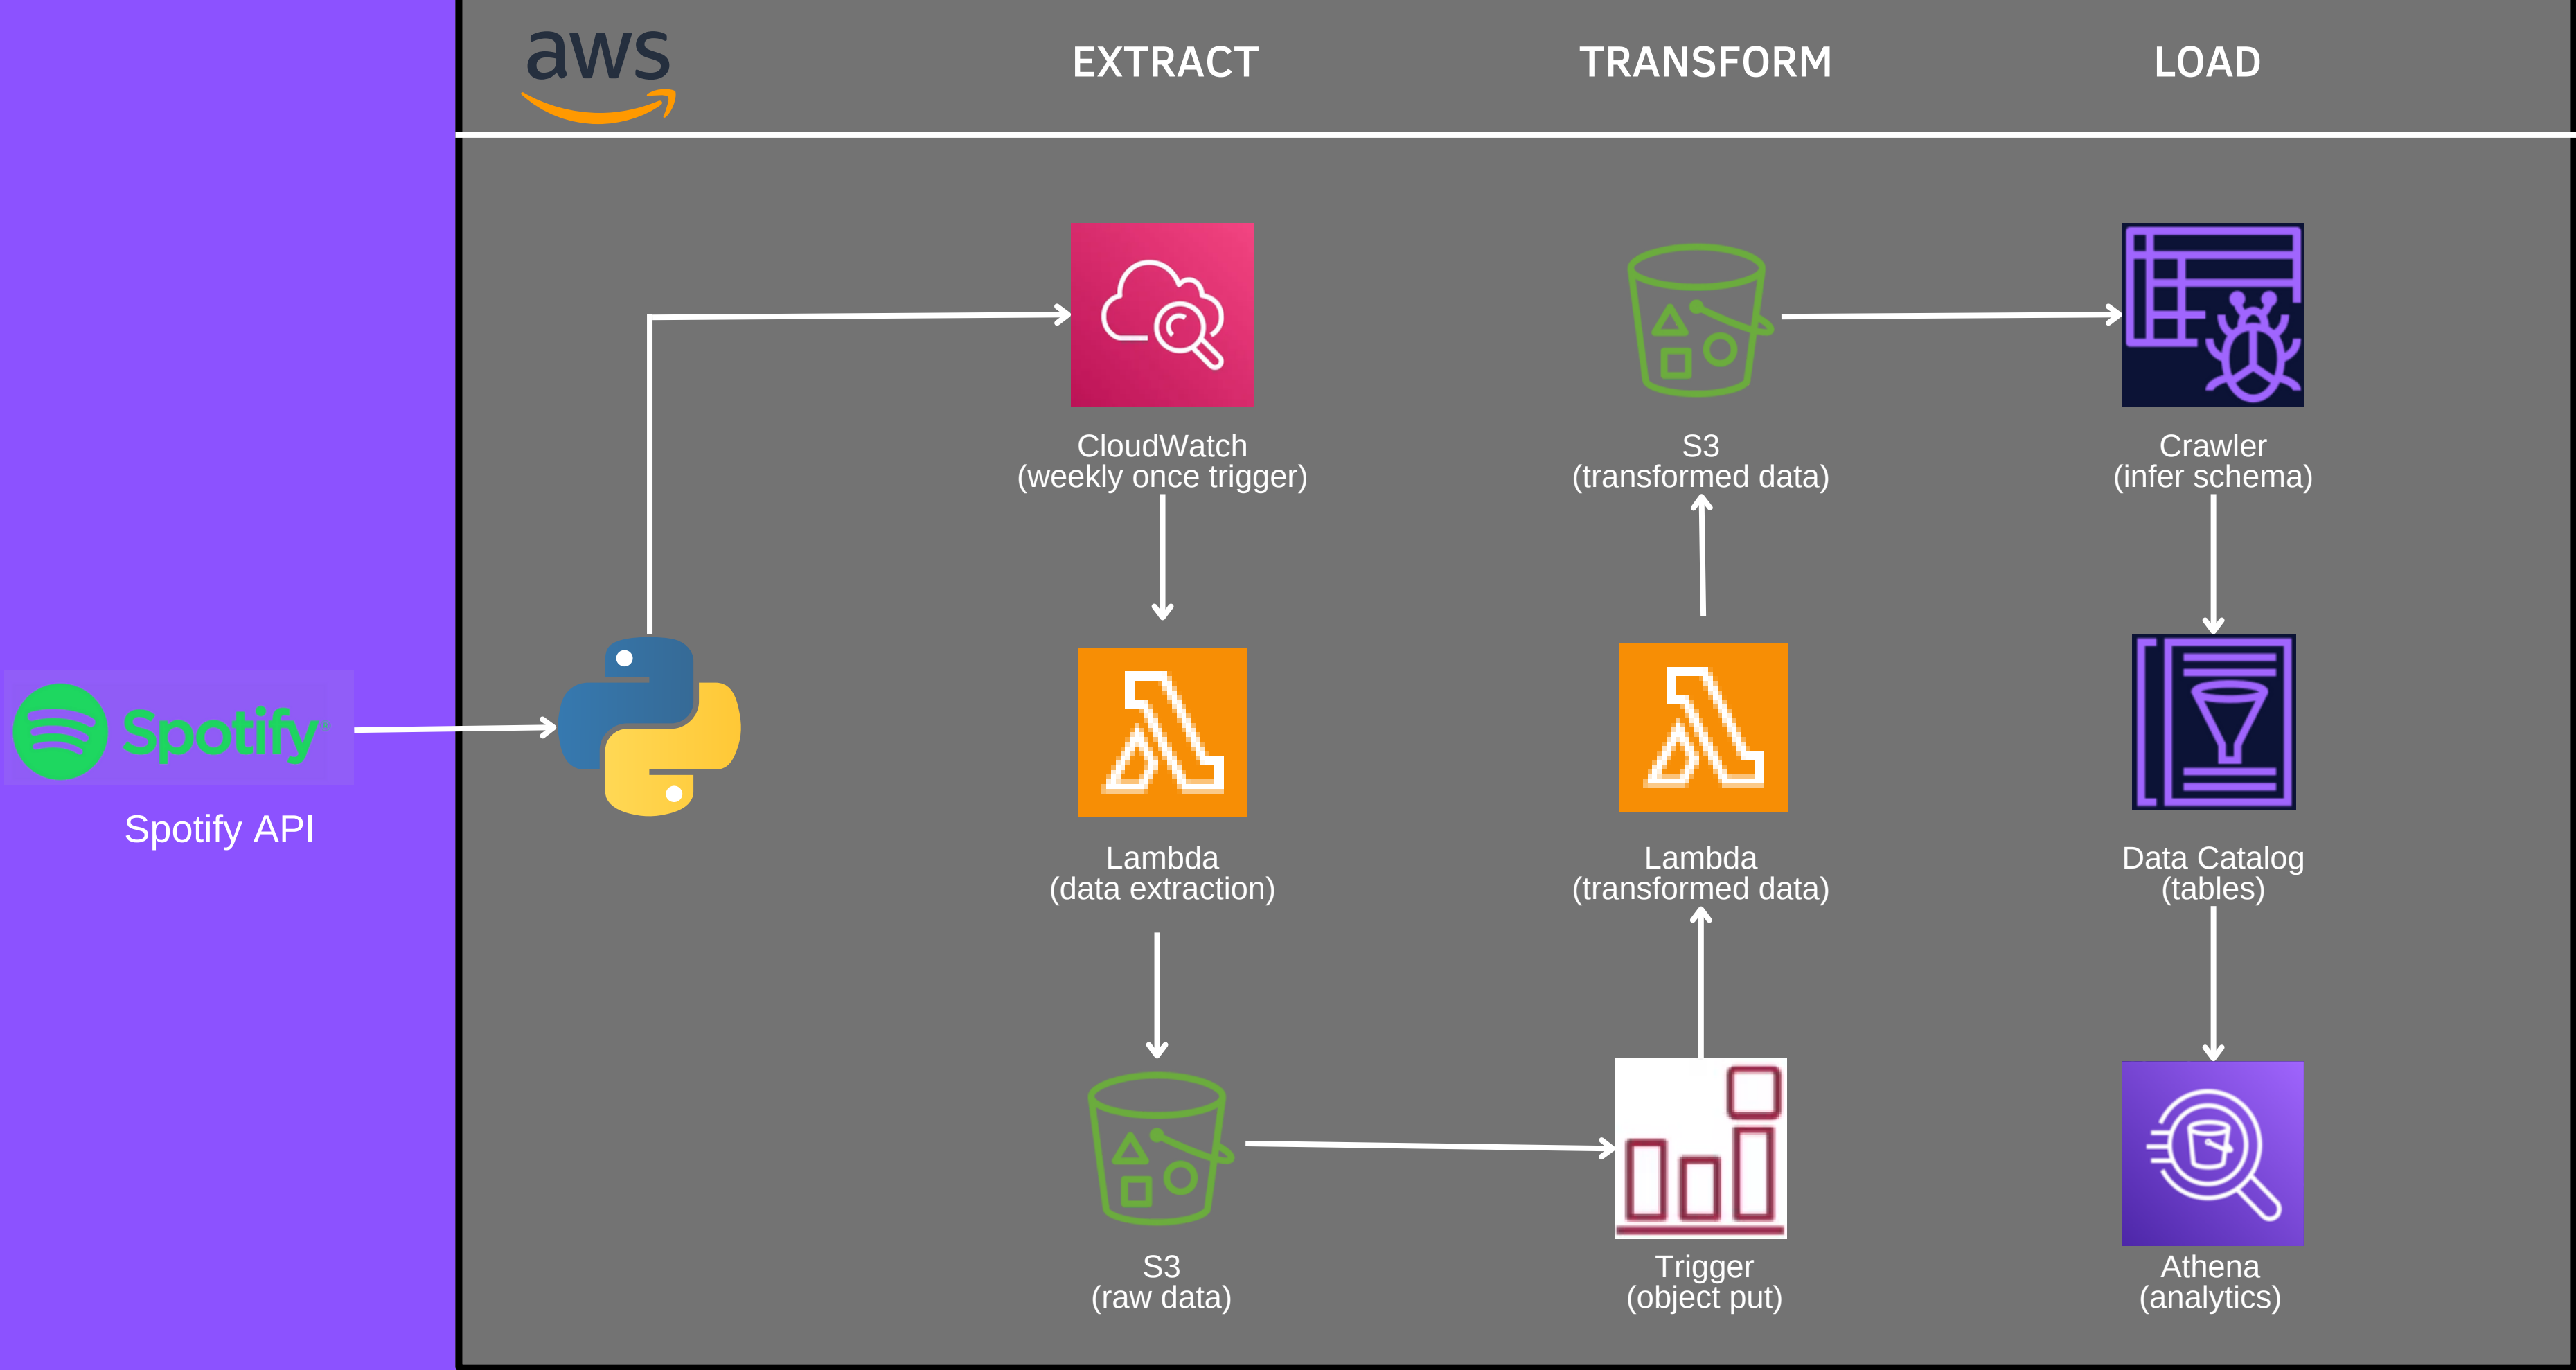 aws
EXTRACT
TRANSFORM
LOAD
CloudWatch
(weekly once trigger)
S3
(transformed data)
Crawler
(infer schema)
Spotify®
Spotify API
Lambda
(data extraction)
Lambda
(transformed data)
Data Catalog
(tables)
S3
(raw data)
Trigger
(object put)
Athena
(analytics)